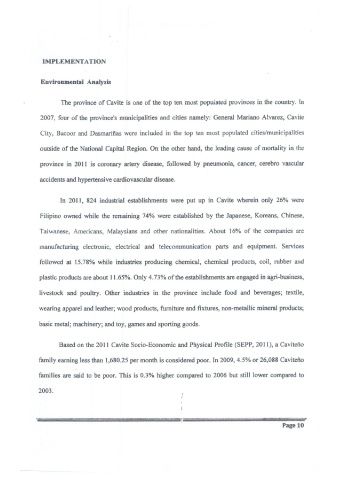 IMPLEMENTATION
Environmental Analysis
The province of Cavite is one of the top ten most populated provinces in the country. In
2007, four of the province's municipalities and cities namely: General Mariano Alvarez, Cavite
City, Bacoor and Dasmariñas were included in the top ten most populated cities/municipalities
outside of the National Capital Region. On the other hand, the leading cause of mortality in the
province in 2011 is coronary artery disease, followed by pneumonia, cancer, cerebro vascular
accidents and hypertensive cardiovascular disease.
In 2011, 824 industrial establishments were put up in Cavite wherein only 26% were
Filipino owned while the remaining 74% were established by the Japanese, Koreans, Chinese,
Taiwanese, Americans, Malaysians and other nationalities. About 16% of the companies are
manufacturing electronic, electrical and telecommunication parts and equipment. Services
followed at 15.78% while industries producing chemical, chemical products, coil, rubber and
plastic products are about 11.65%. Only 4.73% of the establishments are engaged in agri-business,
livestock and poultry. Other industries in the province include food and beverages; textile,
wearing apparel and leather; wood products, furniture and fixtures, non-metallic mineral products;
basic metal; machinery; and toy, games and sporting goods.
Based on the 2011 Cavite Socio-Economic and Physical Profile (SEPP, 2011), a Caviteño
family earning less than 1,680.25 per month is considered poor. In 2009, 4.5% or 26,088 Caviteño
families are said to be poor. This is 0.3% higher compared to 2006 but still lower compared to
2003.
Page 10